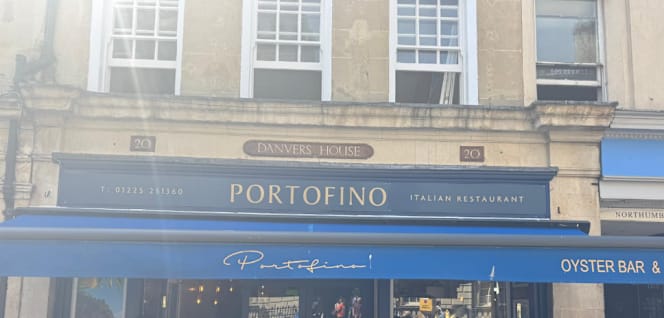 20 DANVERS HOUSE 20
T: 01225 251360 PORTOFINO ITALIAN RESTAURANT
NORTHUMB
Portofino!
OYSTER BAR &